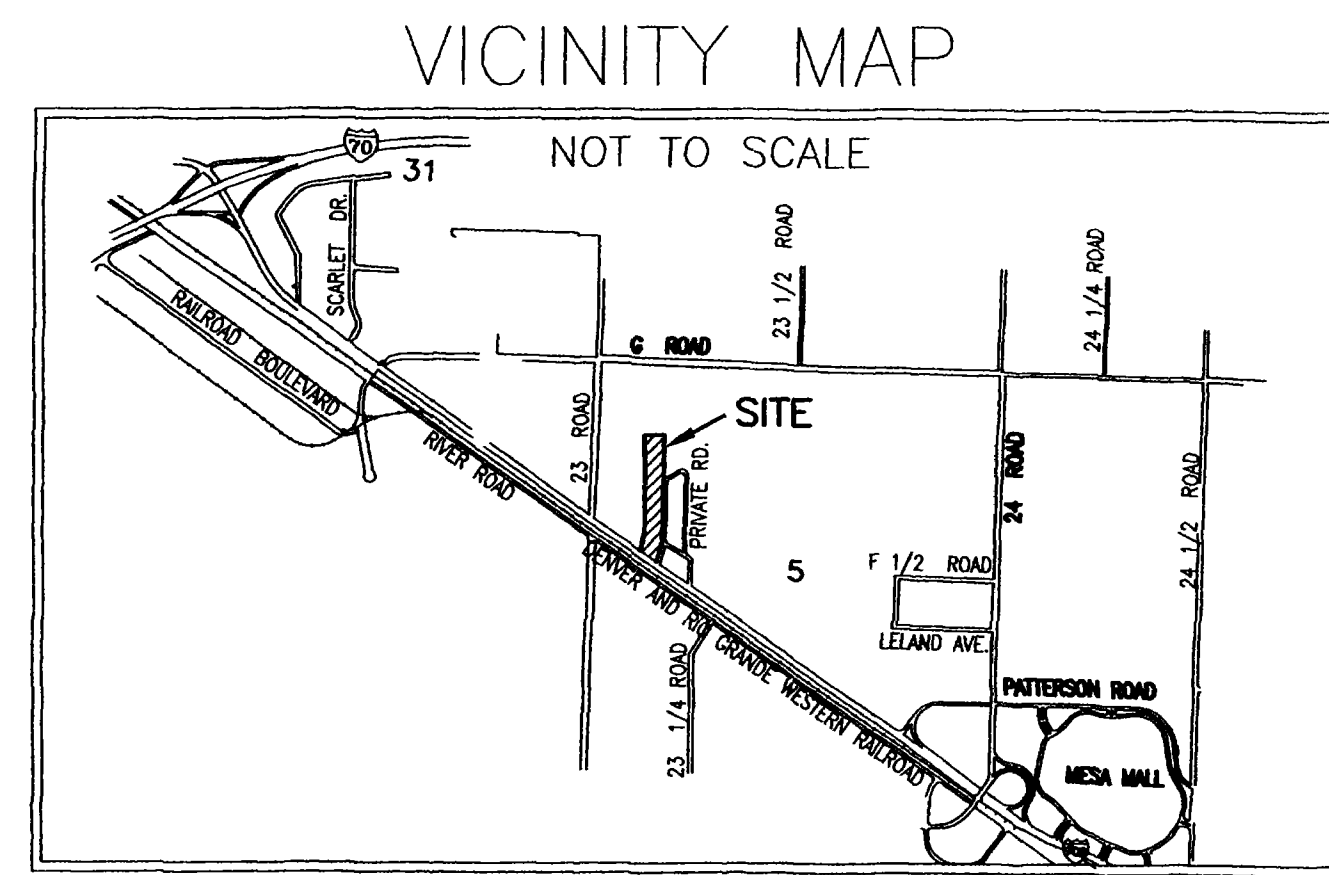 VICINITY MAP
NOT TO SCALE
70
31
SCARLET DR.
23 1/2 ROAD
24 1/4 ROAD
RAILROAD BOULEVARD
G ROAD
RIVER ROAD
23 ROAD
SITE
PRIVATE RD.
24 ROAD
24 1/2 ROAD
DENVER AND RIO GRANDE WESTERN RAILROAD
5
F 1/2 ROAD
LELAND AVE.
23 1/4 ROAD
PATTERSON ROAD
MESA MALL